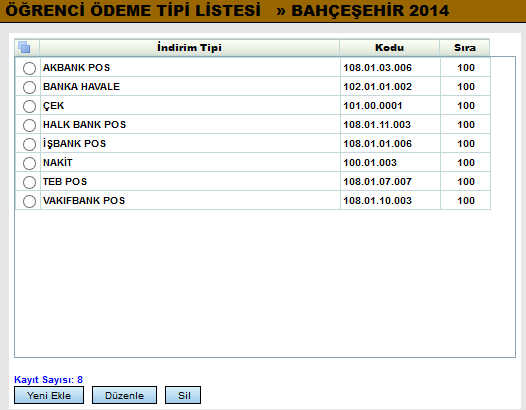 ÖĞRENCİ ÖDEME TİPİ LİSTESİ » BAHÇEŞEHİR 2014
İndirim Tipi Kodu Sıra
AKBANK POS 108.01.03.006 100
BANKA HAVALE 102.01.01.002 100
ÇEK 101.00.0001 100
HALK BANK POS 108.01.11.003 100
İŞBANK POS 108.01.01.006 100
NAKİT 100.01.003 100
TEB POS 108.01.07.007 100
VAKIFBANK POS 108.01.10.003 100
Kayıt Sayısı: 8
Yeni Ekle Düzenle Sil